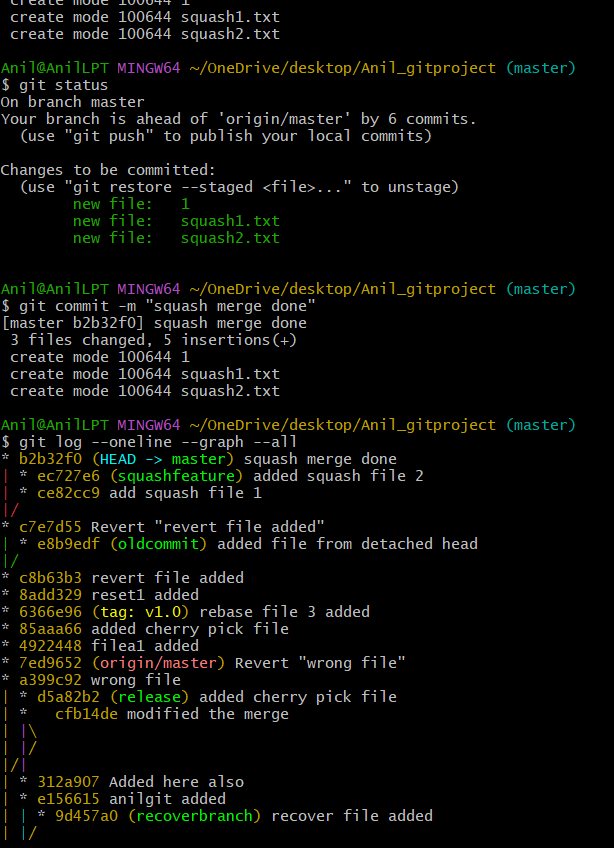 create mode 100644 1
 create mode 100644 squash1.txt
 create mode 100644 squash2.txt

Anil@AnilLPT MINGW64 ~/OneDrive/desktop/Anil_gitproject (master)
$ git status
On branch master
Your branch is ahead of 'origin/master' by 6 commits.
  (use "git push" to publish your local commits)

Changes to be committed:
  (use "git restore --staged <file>..." to unstage)
        new file:   1
        new file:   squash1.txt
        new file:   squash2.txt


Anil@AnilLPT MINGW64 ~/OneDrive/desktop/Anil_gitproject (master)
$ git commit -m "squash merge done"
[master b2b32f0] squash merge done
 3 files changed, 5 insertions(+)
 create mode 100644 1
 create mode 100644 squash1.txt
 create mode 100644 squash2.txt

Anil@AnilLPT MINGW64 ~/OneDrive/desktop/Anil_gitproject (master)
$ git log --oneline --graph --all
* b2b32f0 (HEAD -> master) squash merge done
| * ec727e6 (squashfeature) added squash file 2
| * ce82cc9 add squash file 1
|/
* c7e7d55 Revert "revert file added"
| * e8b9edf (oldcommit) added file from detached head
|/
* c8b63b3 revert file added
* 8add329 reset1 added
* 6366e96 (tag: v1.0) rebase file 3 added
* 85aaa66 added cherry pick file
* 4922448 filea1 added
* 7ed9652 (origin/master) Revert "wrong file"
* a399c92 wrong file
| * d5a82b2 (release) added cherry pick file
| *   cfb14de modified the merge
| |\
| |/
|/|
| * 312a907 Added here also
| * e156615 anilgit added
| | * 9d457a0 (recoverbranch) recover file added
| |/